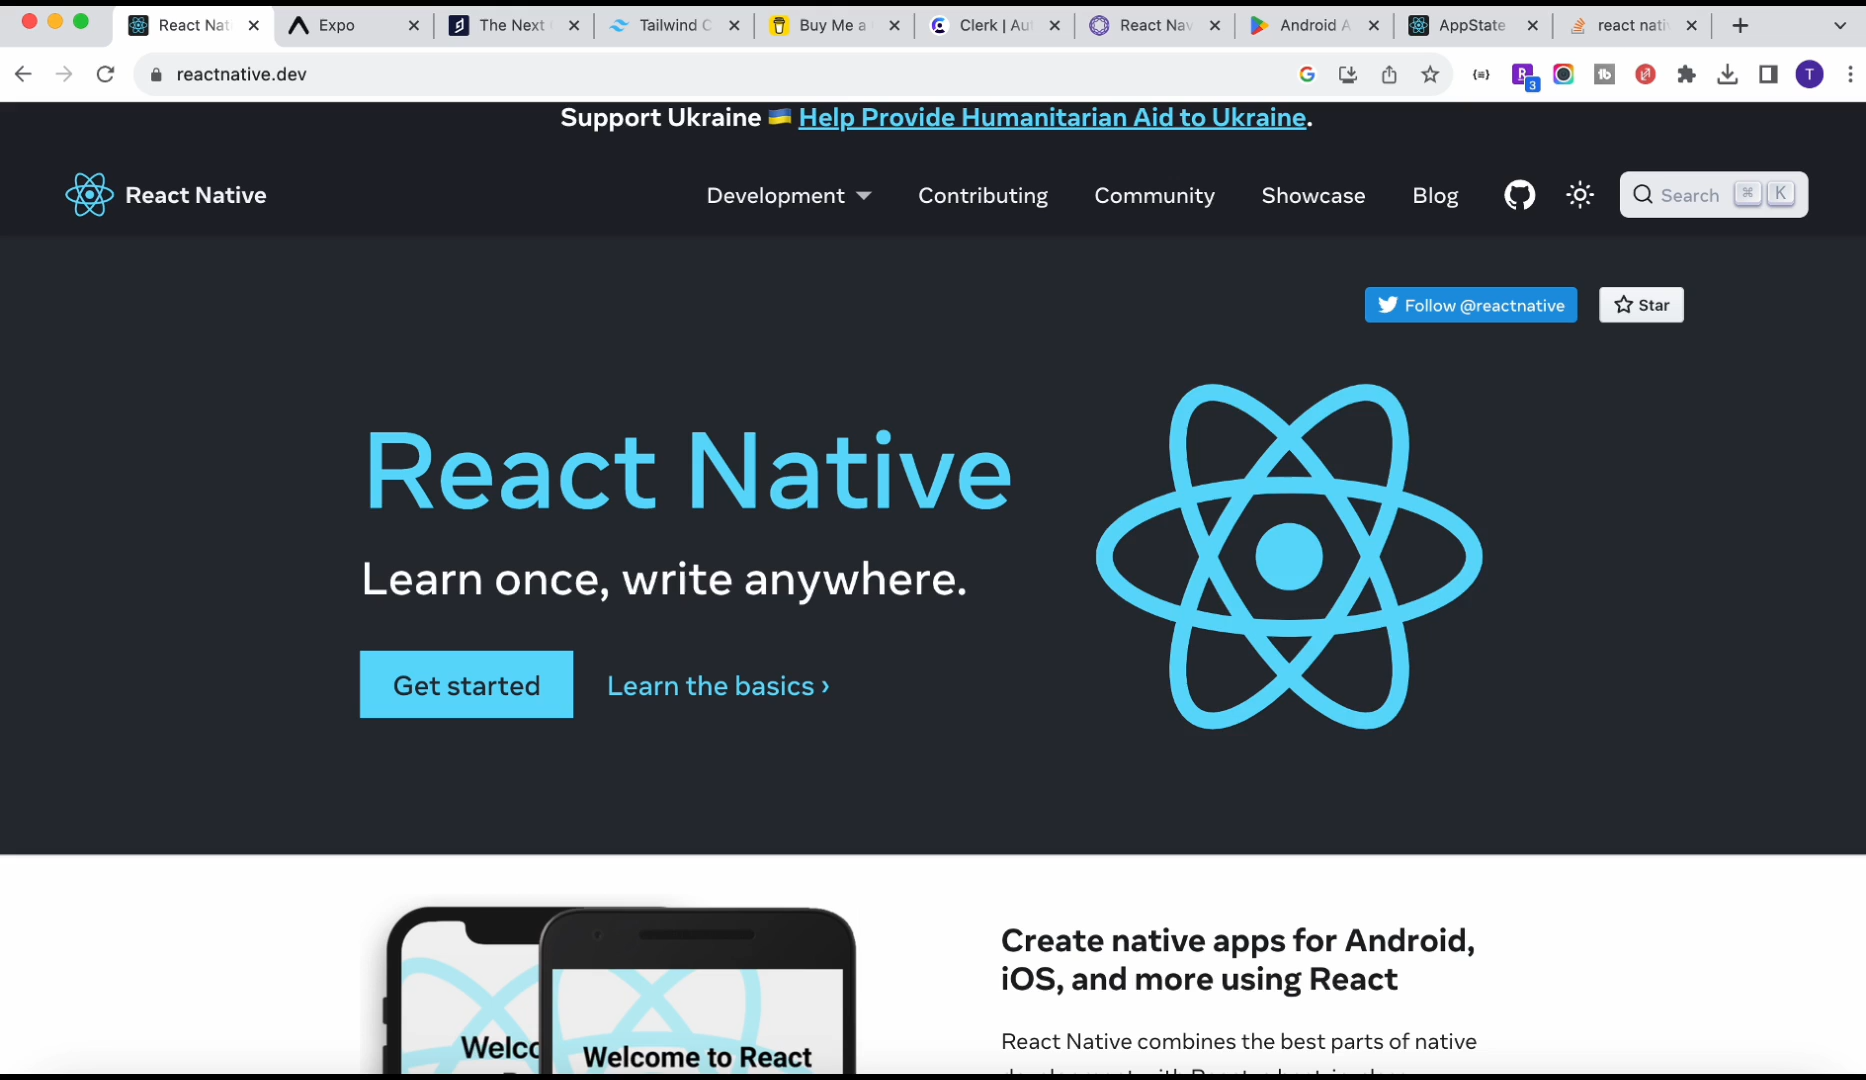 React Nat
Expo
The Next
Tailwind C
Buy Me a
Clerk | Aut
React Nav
Android A
AppState
react nati
reactnative.dev
3
T
Support Ukraine 🇺🇦 Help Provide Humanitarian Aid to Ukraine.
React Native
Development
Contributing
Community
Showcase
Blog
Search ⌘ K
Follow @reactnative
Star
React Native
Learn once, write anywhere.
Get started
Learn the basics ›
Create native apps for Android,
iOS, and more using React
React Native combines the best parts of native
Welcome to React